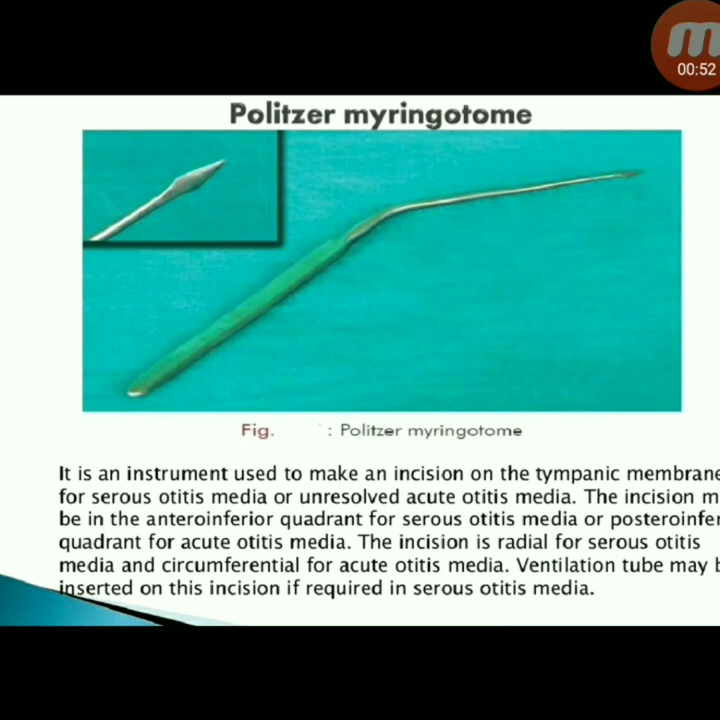 00:52
Politzer myringotome
Fig. : Politzer myringotome
It is an instrument used to make an incision on the tympanic membrane
for serous otitis media or unresolved acute otitis media. The incision m
be in the anteroinferior quadrant for serous otitis media or posteroinfer
quadrant for acute otitis media. The incision is radial for serous otitis
media and circumferential for acute otitis media. Ventilation tube may b
inserted on this incision if required in serous otitis media.